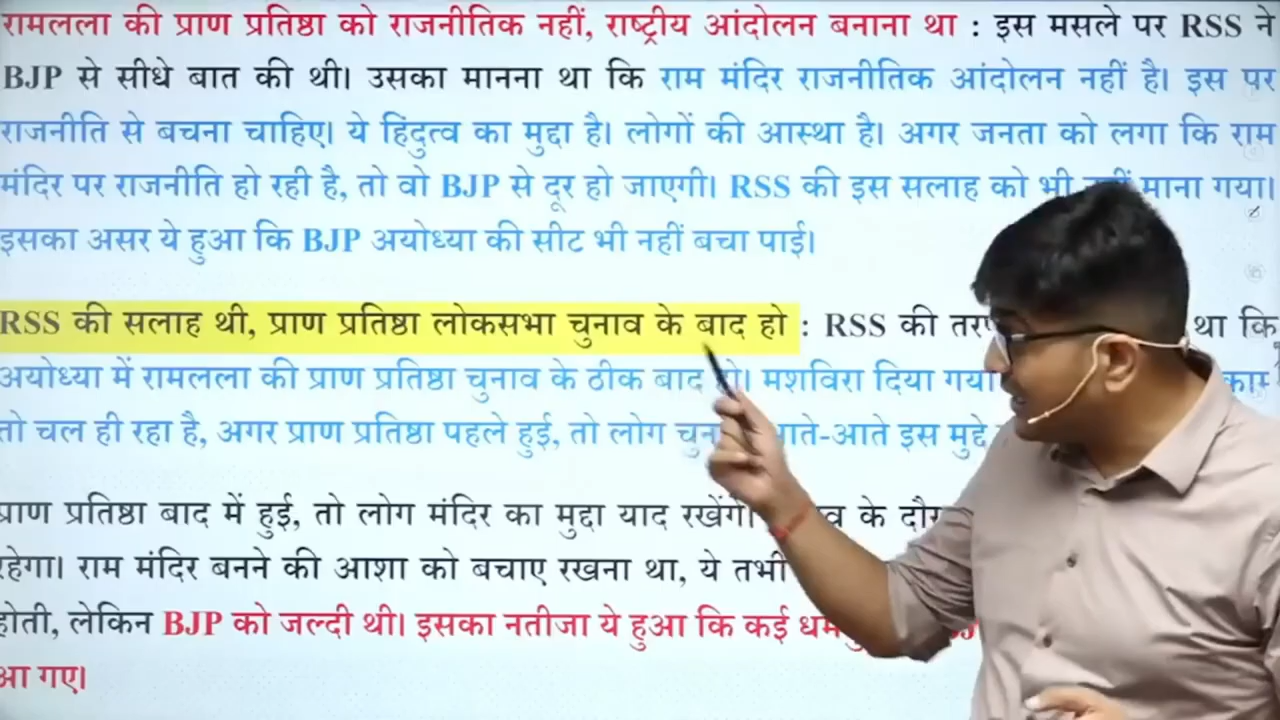 रामलला की प्राण प्रतिष्ठा को राजनीतिक नहीं, राष्ट्रीय आंदोलन बनाना था : इस मसले पर RSS ने
BJP से सीधे बात की थी। उसका मानना था कि राम मंदिर राजनीतिक आंदोलन नहीं है। इस पर
राजनीति से बचना चाहिए। ये हिंदुत्व का मुद्दा है। लोगों की आस्था है। अगर जनता को लगा कि राम
मंदिर पर राजनीति हो रही है, तो वो BJP से दूर हो जाएगी। RSS की इस सलाह को भी माना गया।
इसका असर ये हुआ कि BJP अयोध्या की सीट भी नहीं बचा पाई।
RSS की सलाह थी, प्राण प्रतिष्ठा लोकसभा चुनाव के बाद हो : RSS की था कि
अयोध्या में रामलला की प्राण प्रतिष्ठा चुनाव के ठीक बाद हो। मशविरा दिया गया काम
तो चल ही रहा है, अगर प्राण प्रतिष्ठा पहले हुई, तो लोग आते-आते इस मुद्दे
प्राण प्रतिष्ठा बाद में हुई, तो लोग मंदिर का मुद्दा याद रखेंगे। के
रहेगा। राम मंदिर बनने की आशा को बचाए रखना था, ये तभी
होती, लेकिन BJP को जल्दी थी। इसका नतीजा ये हुआ कि कई
आ गए।